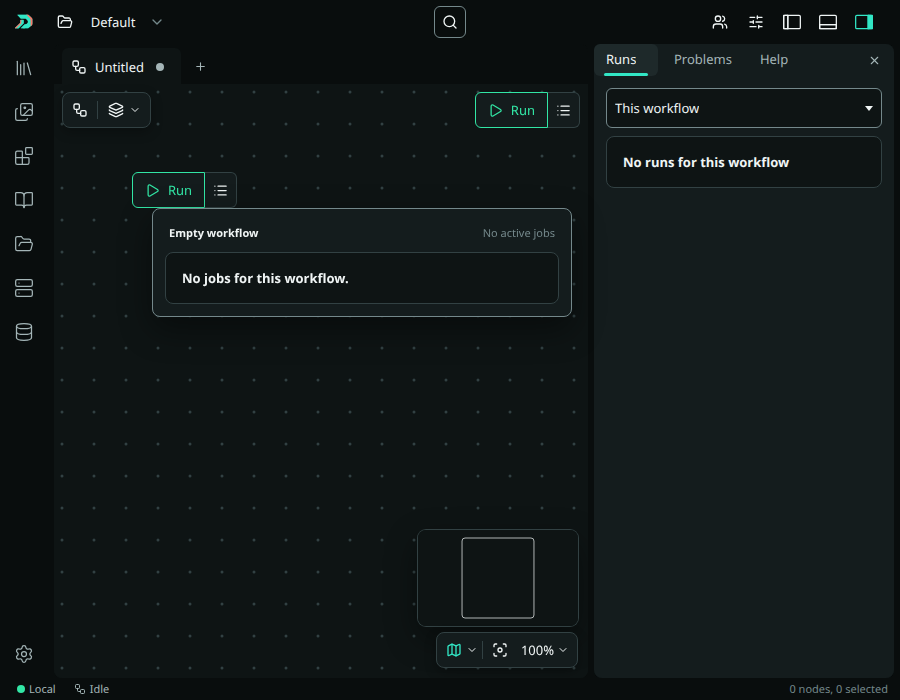 Default
Untitled
Runs
Problems
Help
Run
This workflow
No runs for this workflow
Run
Empty workflow
No active jobs
No jobs for this workflow.
100%
Local
Idle
0 nodes, 0 selected